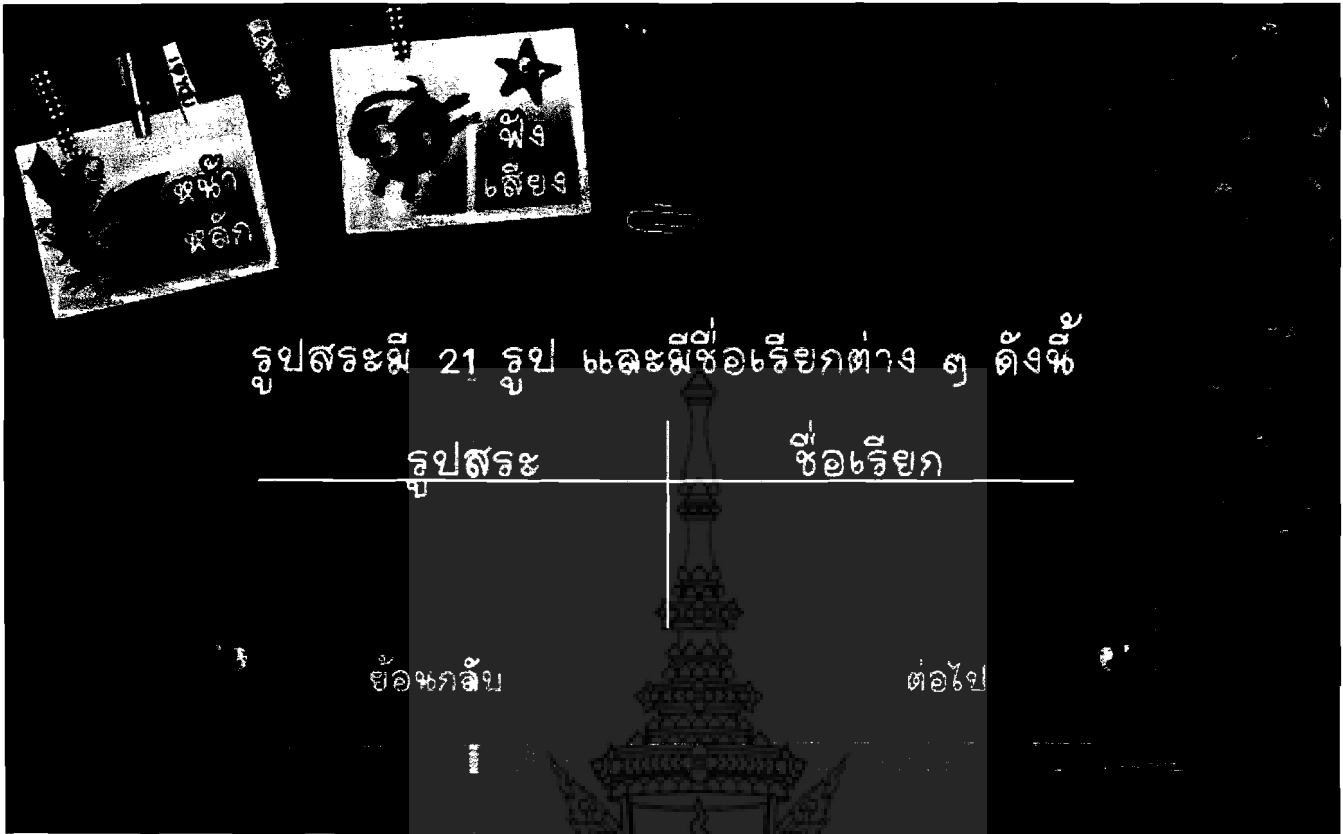 หน้า
หลัก
ฟัง
เสียง
รูปสระมี 21 รูป และมีชื่อเรียกต่าง ๆ ดังนี้
รูปสระ ชื่อเรียก
ย้อนกลับ ต่อไป